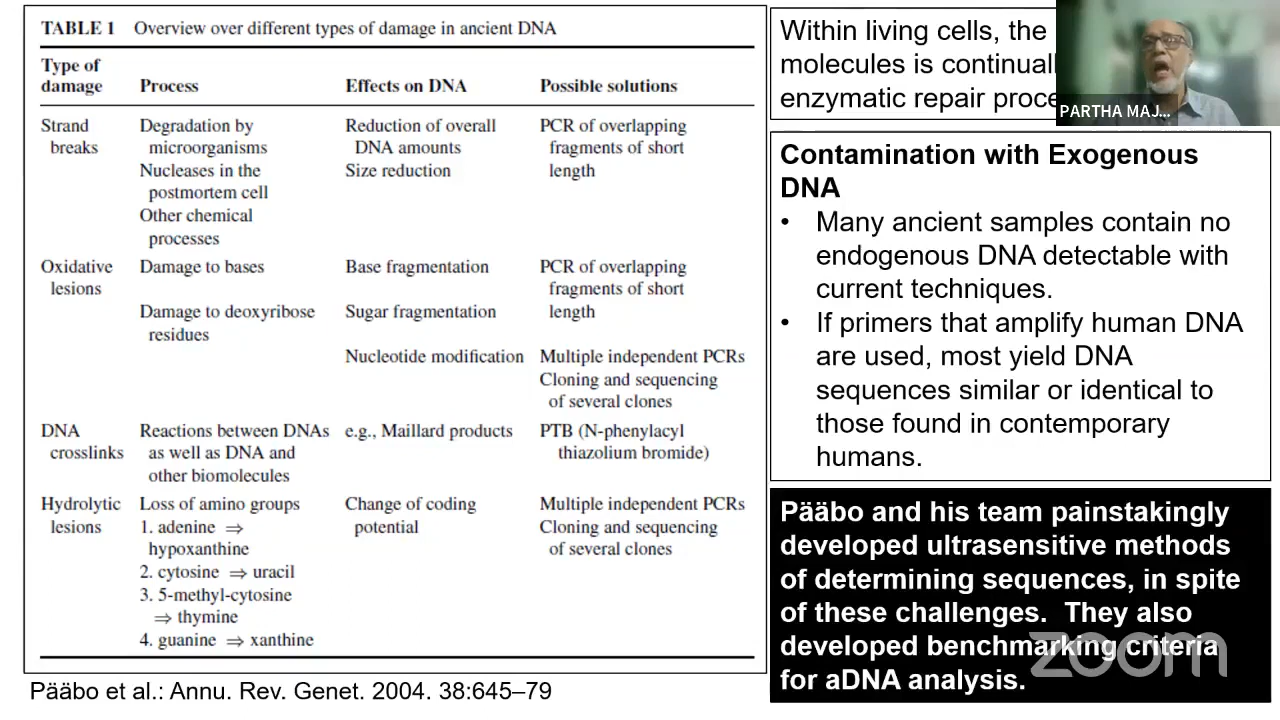 TABLE 1 Overview over different types of damage in ancient DNA
Type of damage Process Effects on DNA Possible solutions
Strand breaks
Degradation by microorganisms
Nucleases in the postmortem cell
Other chemical processes
Reduction of overall DNA amounts
Size reduction
PCR of overlapping fragments of short length
Oxidative lesions
Damage to bases
Damage to deoxyribose residues
Base fragmentation
Sugar fragmentation
Nucleotide modification
PCR of overlapping fragments of short length
Multiple independent PCRs
Cloning and sequencing of several clones
DNA crosslinks
Reactions between DNAs as well as DNA and other biomolecules
e.g., Maillard products
PTB (N-phenylacyl thiazolium bromide)
Hydrolytic lesions
Loss of amino groups
1. adenine ⇒ hypoxanthine
2. cytosine ⇒ uracil
3. 5-methyl-cytosine ⇒ thymine
4. guanine ⇒ xanthine
Change of coding potential
Multiple independent PCRs
Cloning and sequencing of several clones
Pääbo et al.: Annu. Rev. Genet. 2004. 38:645–79
Within living cells, the
molecules is
enzymatic repair
PARTHA MAJ...
Contamination with Exogenous
DNA
• Many ancient samples contain no
endogenous DNA detectable with
current techniques.
• If primers that amplify human DNA
are used, most yield DNA
sequences similar or identical to
those found in contemporary
humans.
Pääbo and his team painstakingly
developed ultrasensitive methods
of determining sequences, in spite
of these challenges. They also
developed benchmarking criteria
for aDNA analysis.
zoom